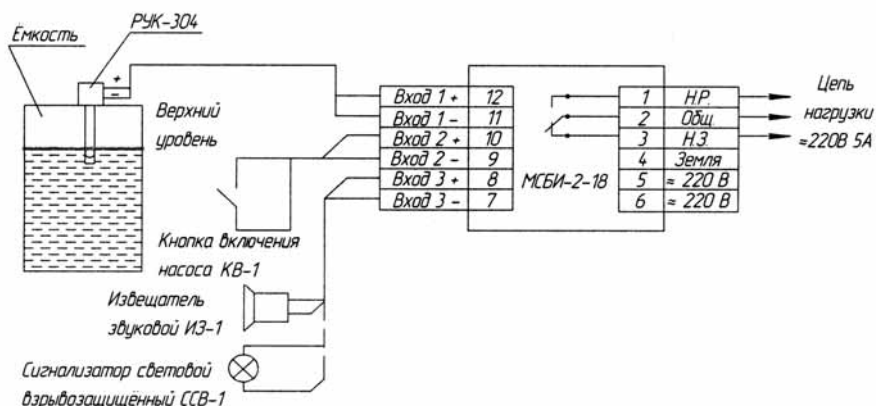 Ёмкость
РУК-304
+
−
Верхний
уровень
Кнопка включения
насоса КВ-1
Извещатель
звуковой ИЗ-1
Сигнализатор световой
взрывозащищённый ССВ-1
Вход 1 + 12
Вход 1 − 11
Вход 2 + 10
Вход 2 − 9
Вход 3 + 8
Вход 3 − 7
МСБИ-2-18
1 Н.Р.
2 Общ.
3 Н.З.
4 Земля
5 ≈ 220 В
6 ≈ 220 В
Цепь
нагрузки
≈220В 5А